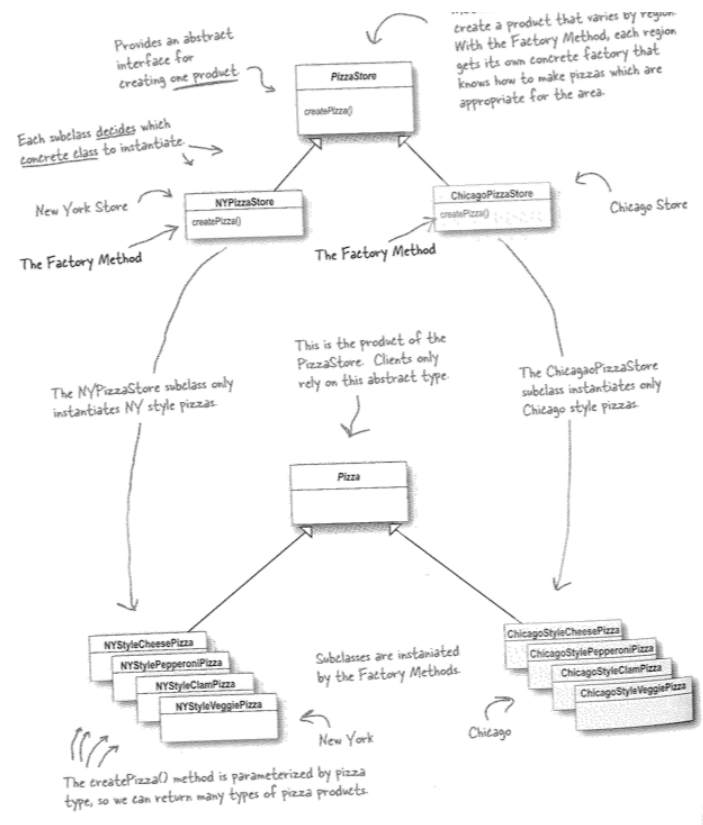 create a product that varies by region.
With the Factory Method, each region
gets its own concrete factory that
knows how to make pizzas which are
appropriate for the area.
Provides an abstract
interface for
creating one product
PizzaStore
createPizza()
Each subclass decides which
concrete class to instantiate.
New York Store
NYPizzaStore
createPizza()
The Factory Method
ChicagoPizzaStore
createPizza()
The Factory Method
Chicago Store
The NYPizzaStore subclass only
instantiates NY style pizzas.
This is the product of the
PizzaStore. Clients only
rely on this abstract type.
The ChicagaoPizzaStore
subclass instantiates only
Chicago style pizzas.
Pizza
NYStyleCheesePizza
NYStylePepperoniPizza
NYStyleClamPizza
NYStyleVeggiePizza
Subclasses are instaniated
by the Factory Methods.
ChicagoStyleCheesePizza
ChicagoStylePepperoniPizza
ChicagoStyleClamPizza
ChicagoStyleVeggiePizza
New York
Chicago
The createPizza() method is parameterized by pizza
type, so we can return many types of pizza products.